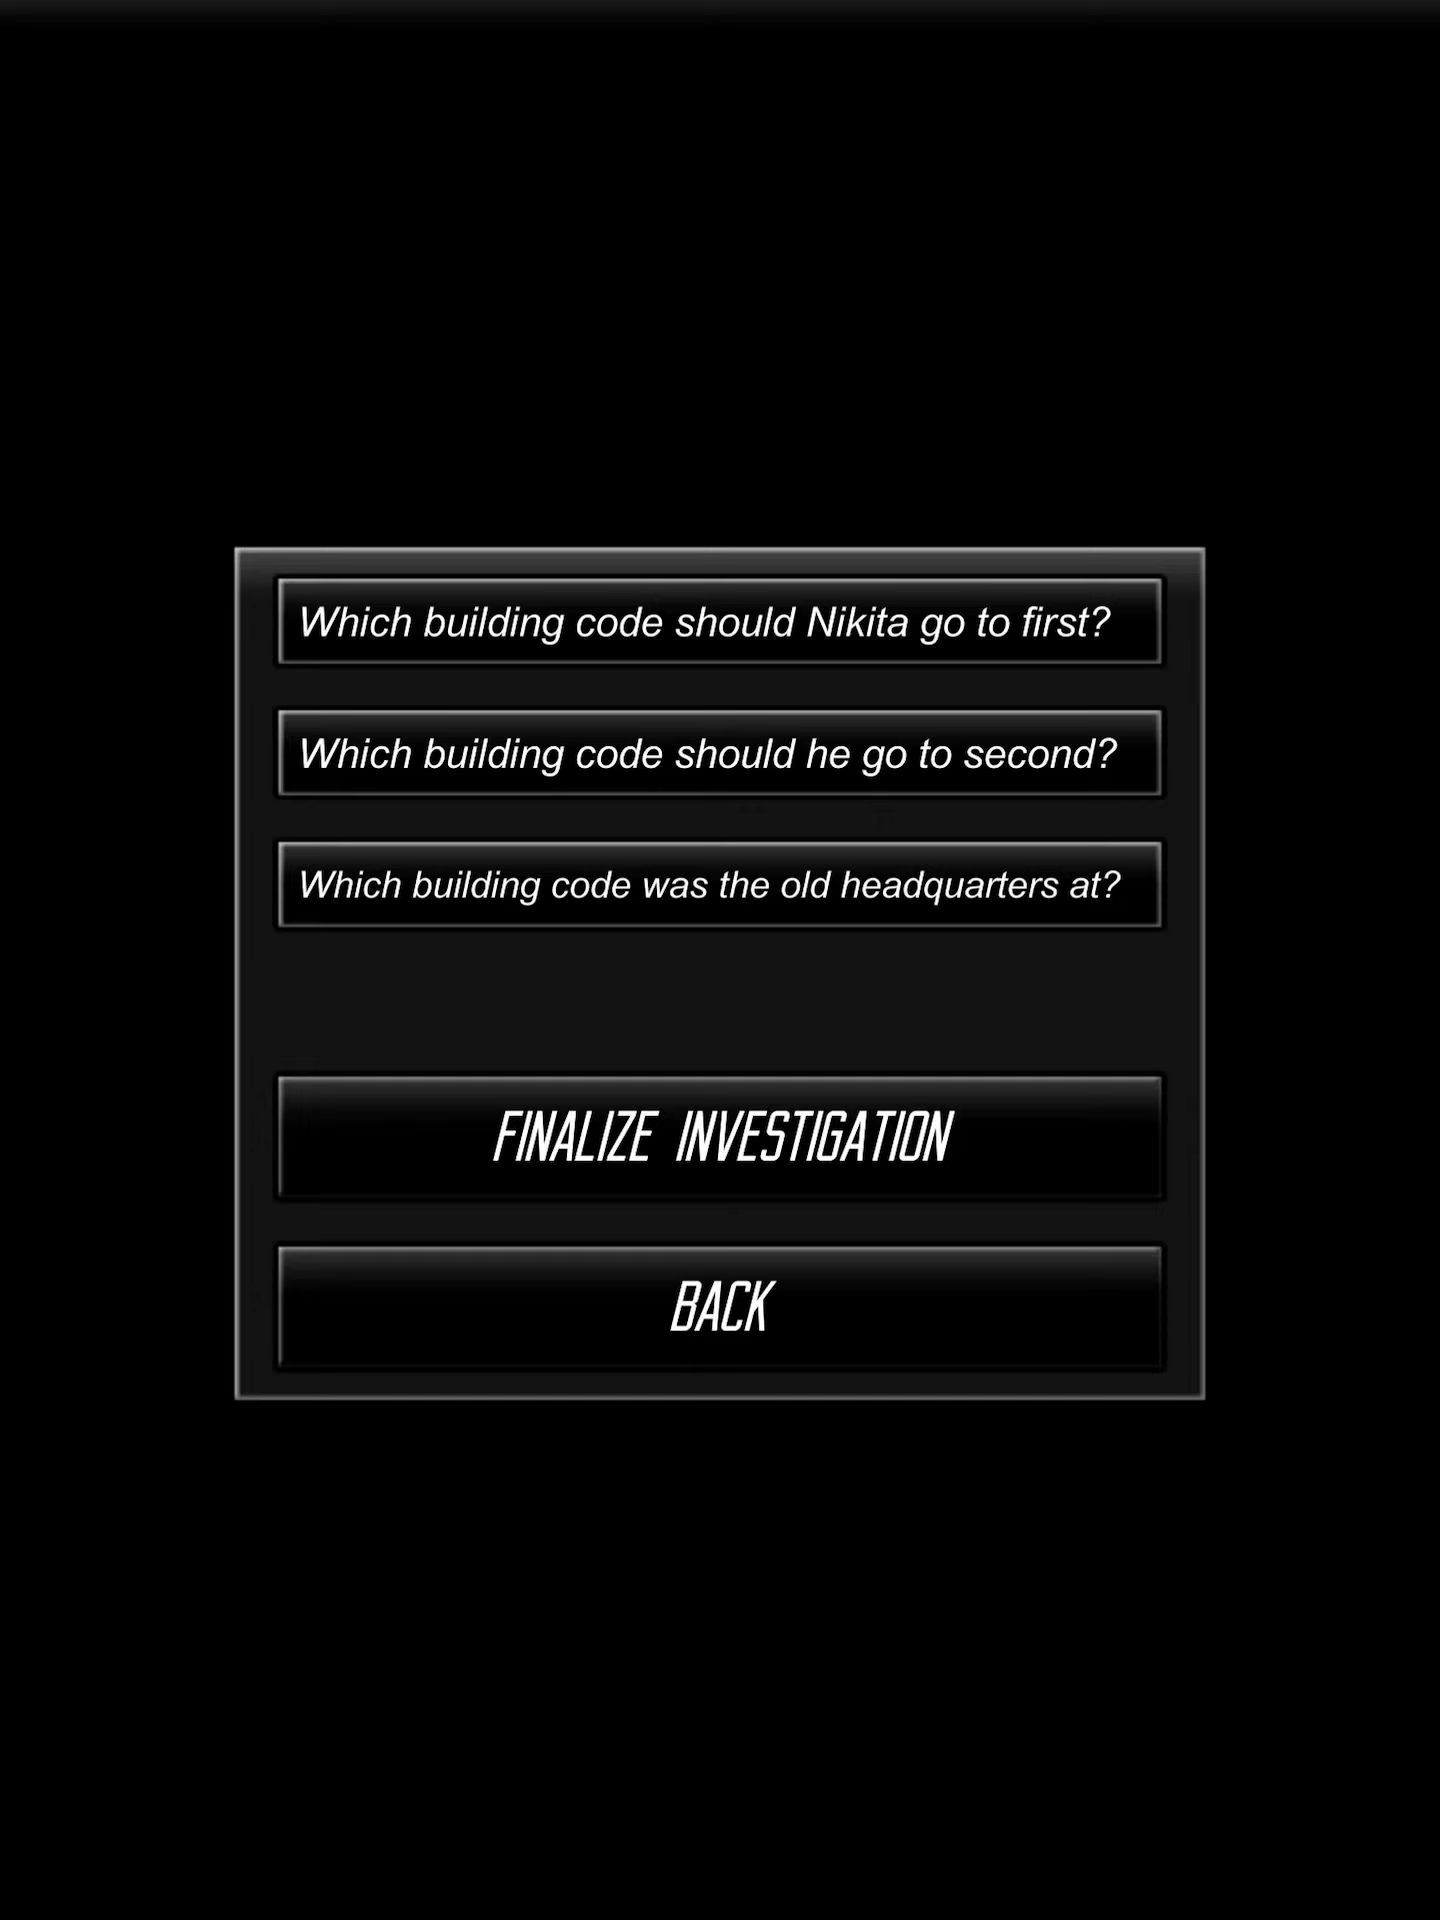 Which building code should Nikita go to first?
Which building code should he go to second?
Which building code was the old headquarters at?
FINALIZE INVESTIGATION
BACK